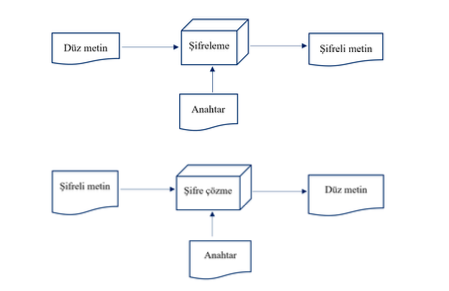 Düz metin
Şifreleme
Şifreli metin
Anahtar
Şifreli metin
Şifre çözme
Düz metin
Anahtar